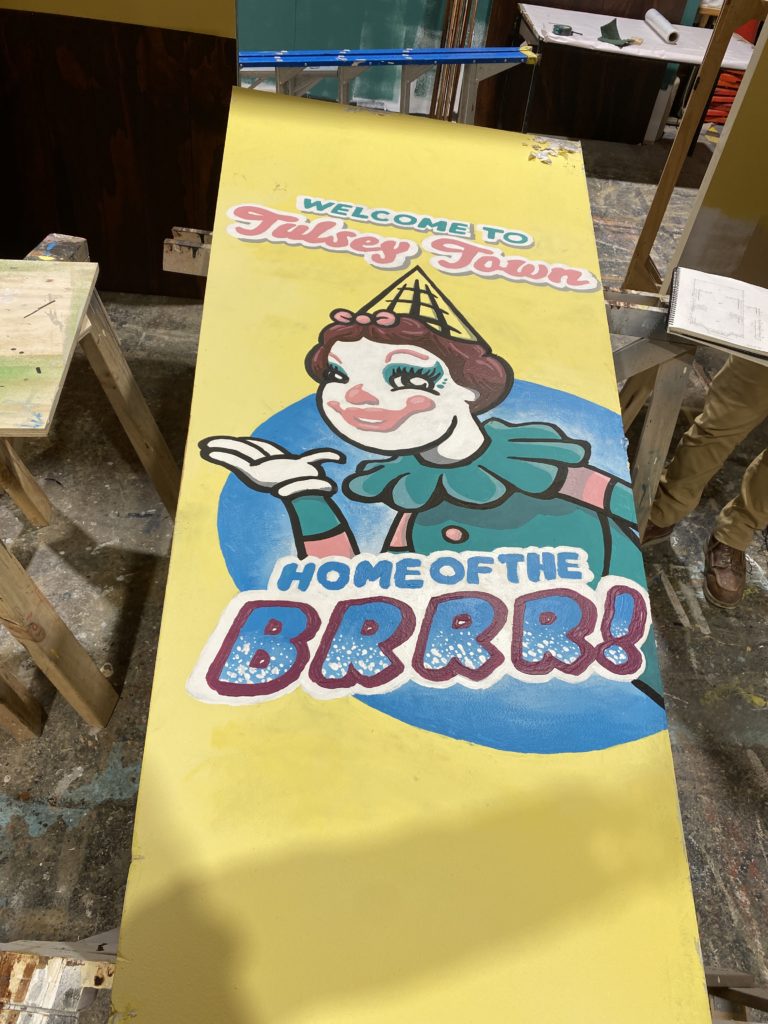 WELCOME TO
Tulsey Town
HOME OF THE
BRRR!